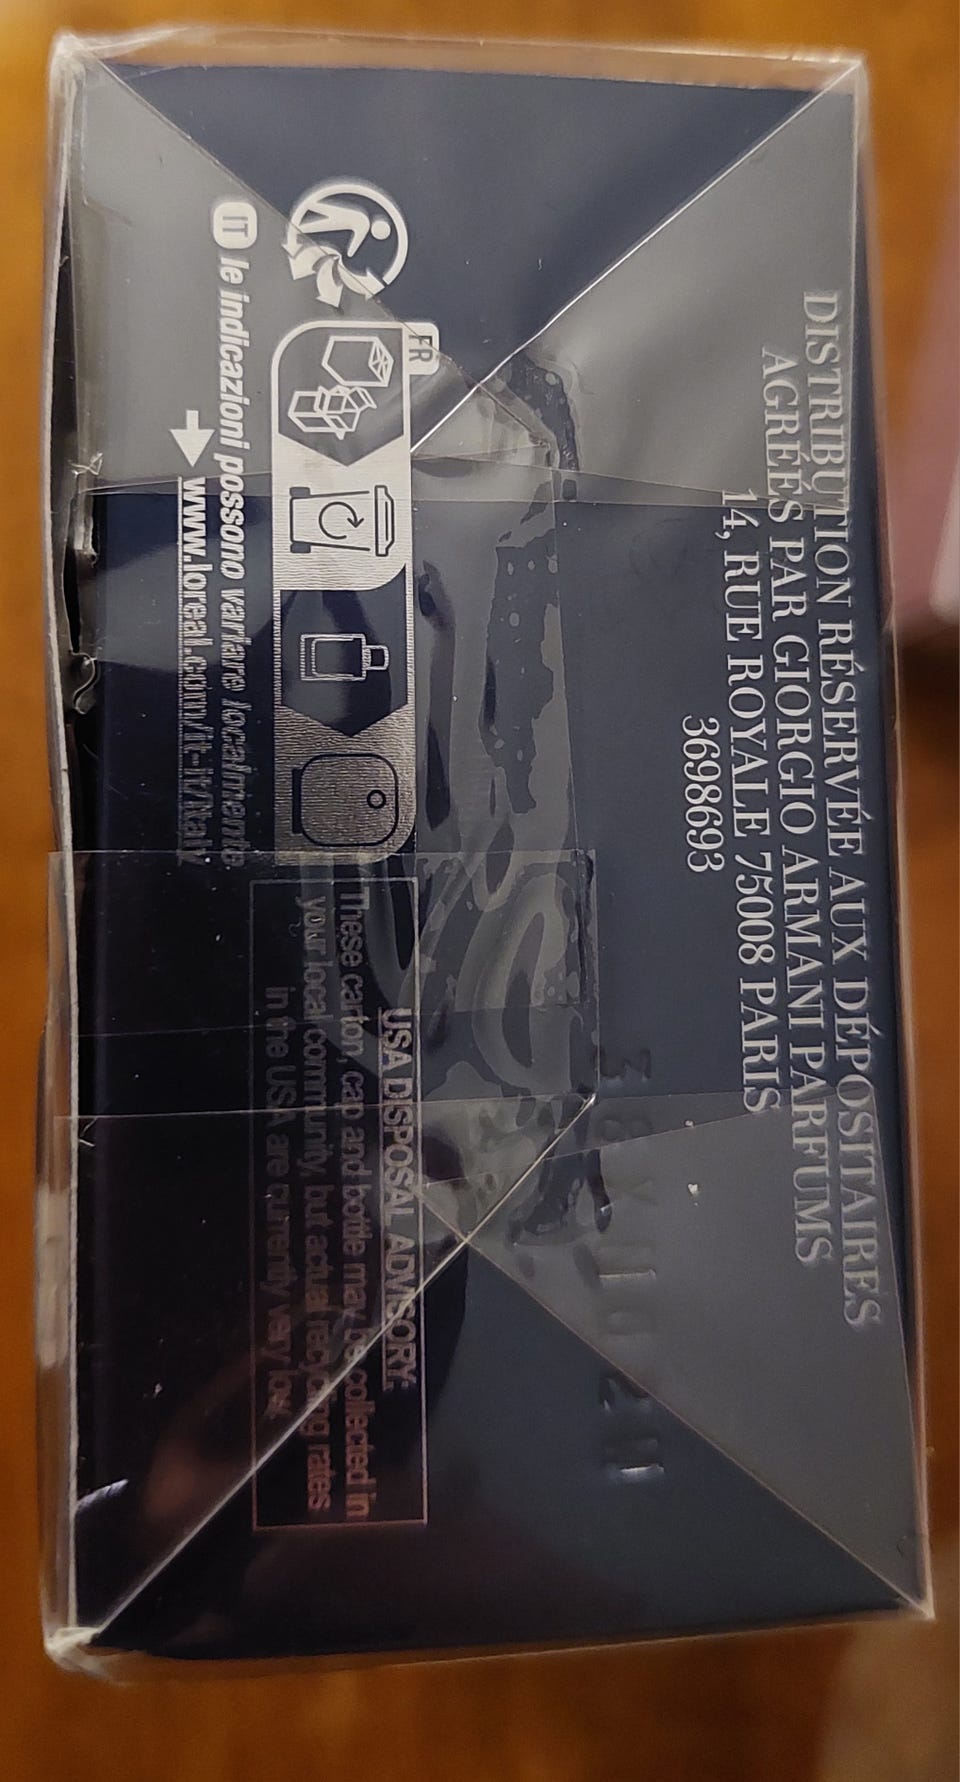 DISTRIBUTION RÉSERVÉE AUX DÉPOSITAIRES
AGRÉÉS PAR GIORGIO ARMANI PARFUMS
14, RUE ROYALE 75008 PARIS
3698693
FR
IT le indicazioni possono variare localmente
www.loreal.com/it-it/italy
USA DISPOSAL ADVISORY:
These carton, cap and bottle may be collected in
your local community, but actual recycling rates
in the USA are currently very low